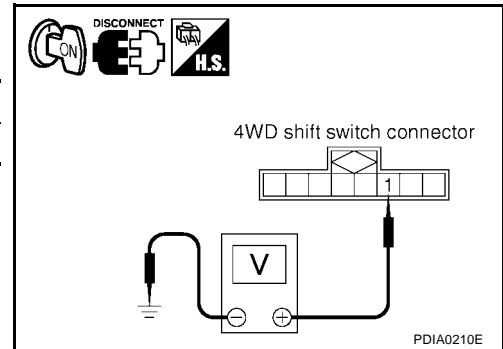 DISCONNECT
ON
H.S.
4WD shift switch connector
1
V
− +
PDIA0210E